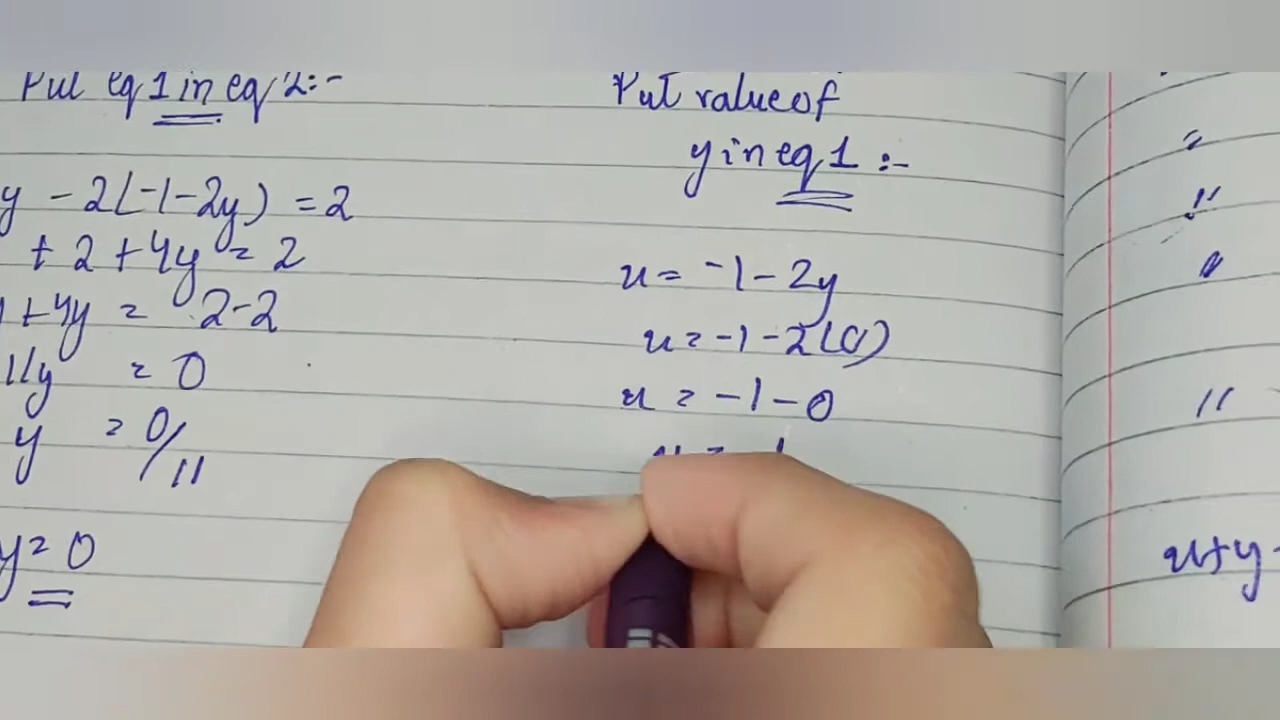 Put eq 1 in eq 2:-
y - 2(-1-2y) = 2
+ 2 + 4y = 2
+4y = 2-2
11y = 0
y = 0/11
y = 0
Put value of
y in eq 1 :-
x = -1 - 2y
x = -1 - 2(0)
x = -1 - 0
x = -1
"
"
"
"
x+y